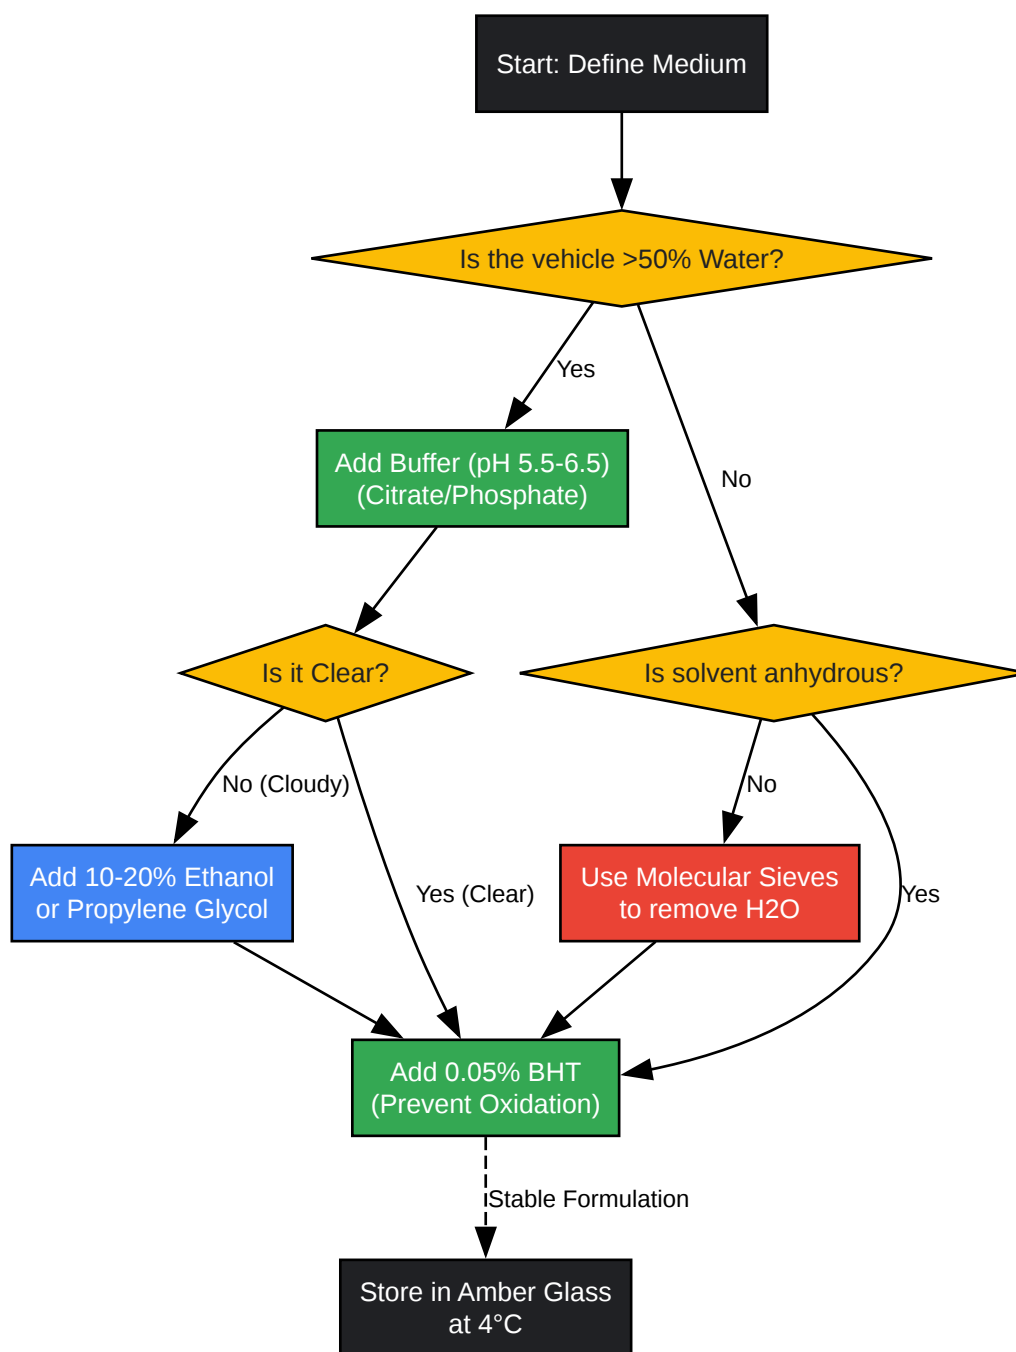 Start: Define Medium
Is the vehicle >50% Water?
Yes
No
Add Buffer (pH 5.5-6.5)
(Citrate/Phosphate)
Is it Clear?
Is solvent anhydrous?
No (Cloudy)
Yes (Clear)
No
Yes
Add 10-20% Ethanol
or Propylene Glycol
Use Molecular Sieves
to remove H2O
Add 0.05% BHT
(Prevent Oxidation)
Stable Formulation
Store in Amber Glass
at 4°C